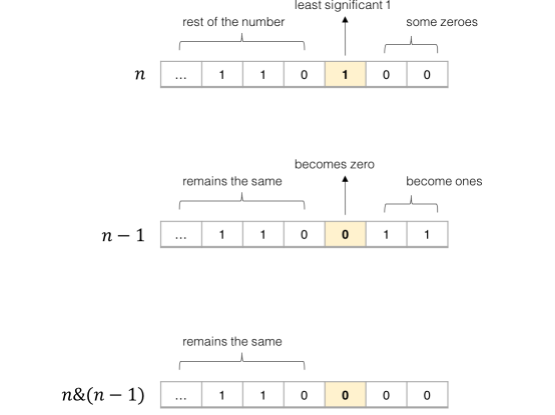 least significant 1
rest of the number
some zeroes
n ... 1 1 0 1 0 0
becomes zero
remains the same
become ones
n − 1 ... 1 1 0 0 1 1
remains the same
n&(n − 1) ... 1 1 0 0 0 0